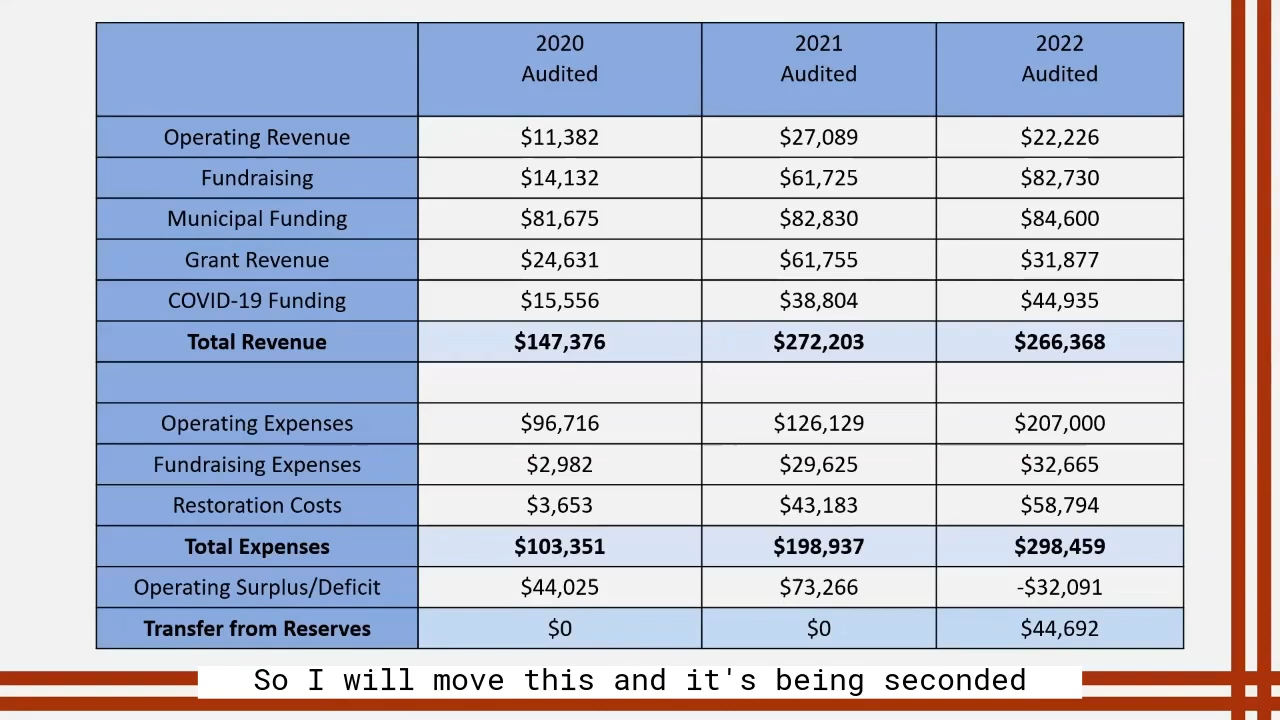 2020 Audited 2021 Audited 2022 Audited
Operating Revenue $11,382 $27,089 $22,226
Fundraising $14,132 $61,725 $82,730
Municipal Funding $81,675 $82,830 $84,600
Grant Revenue $24,631 $61,755 $31,877
COVID-19 Funding $15,556 $38,804 $44,935
Total Revenue $147,376 $272,203 $266,368
Operating Expenses $96,716 $126,129 $207,000
Fundraising Expenses $2,982 $29,625 $32,665
Restoration Costs $3,653 $43,183 $58,794
Total Expenses $103,351 $198,937 $298,459
Operating Surplus/Deficit $44,025 $73,266 -$32,091
Transfer from Reserves $0 $0 $44,692
So I will move this and it's being seconded